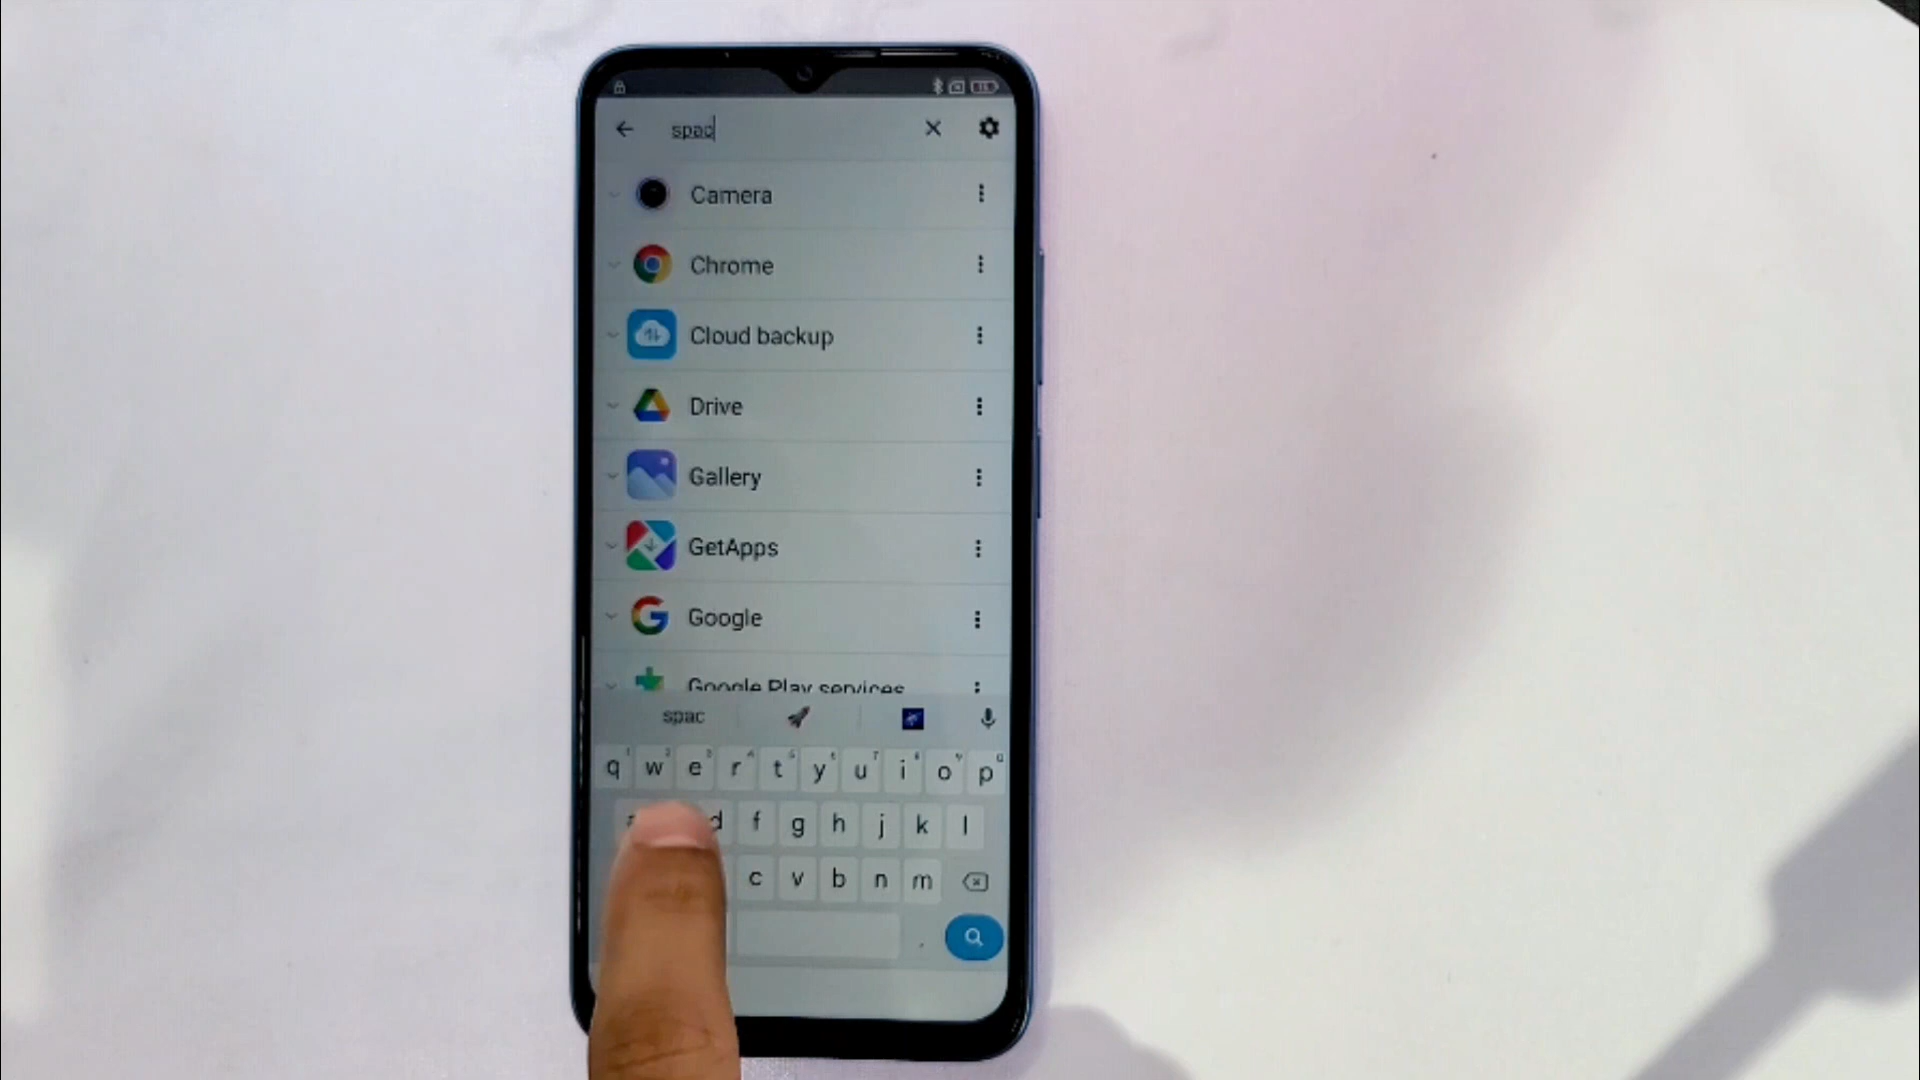 spac
Camera
Chrome
Cloud backup
Drive
Gallery
GetApps
Google
Google Play services
spac
q w e r t y u i o p
d f g h j k l
c v b n m